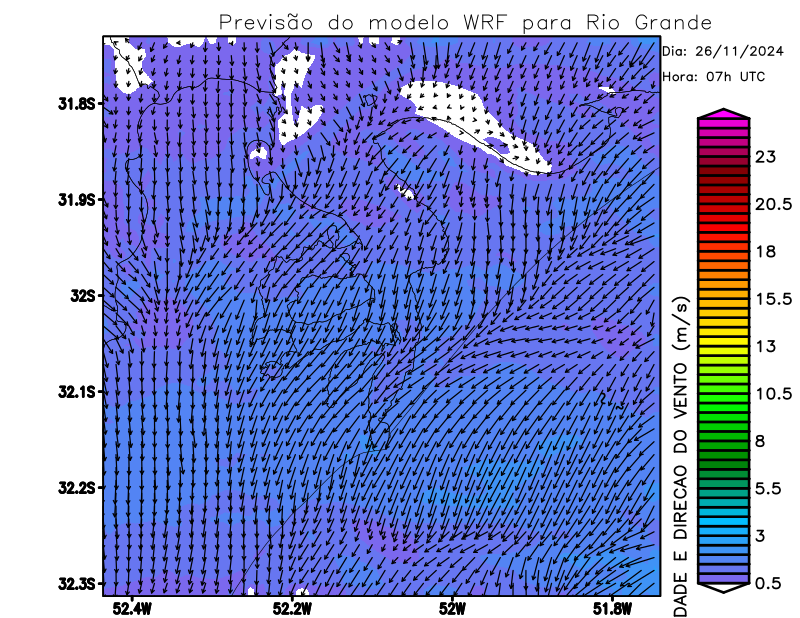 Previsão do modelo WRF para Rio Grande
Dia: 26/11/2024
Hora: 07h UTC
31.8S
31.9S
32S
32.1S
32.2S
32.3S
52.4W
52.2W
52W
51.8W
23
20.5
18
15.5
13
10.5
8
5.5
3
0.5
DADE E DIRECAO DO VENTO (m/s)